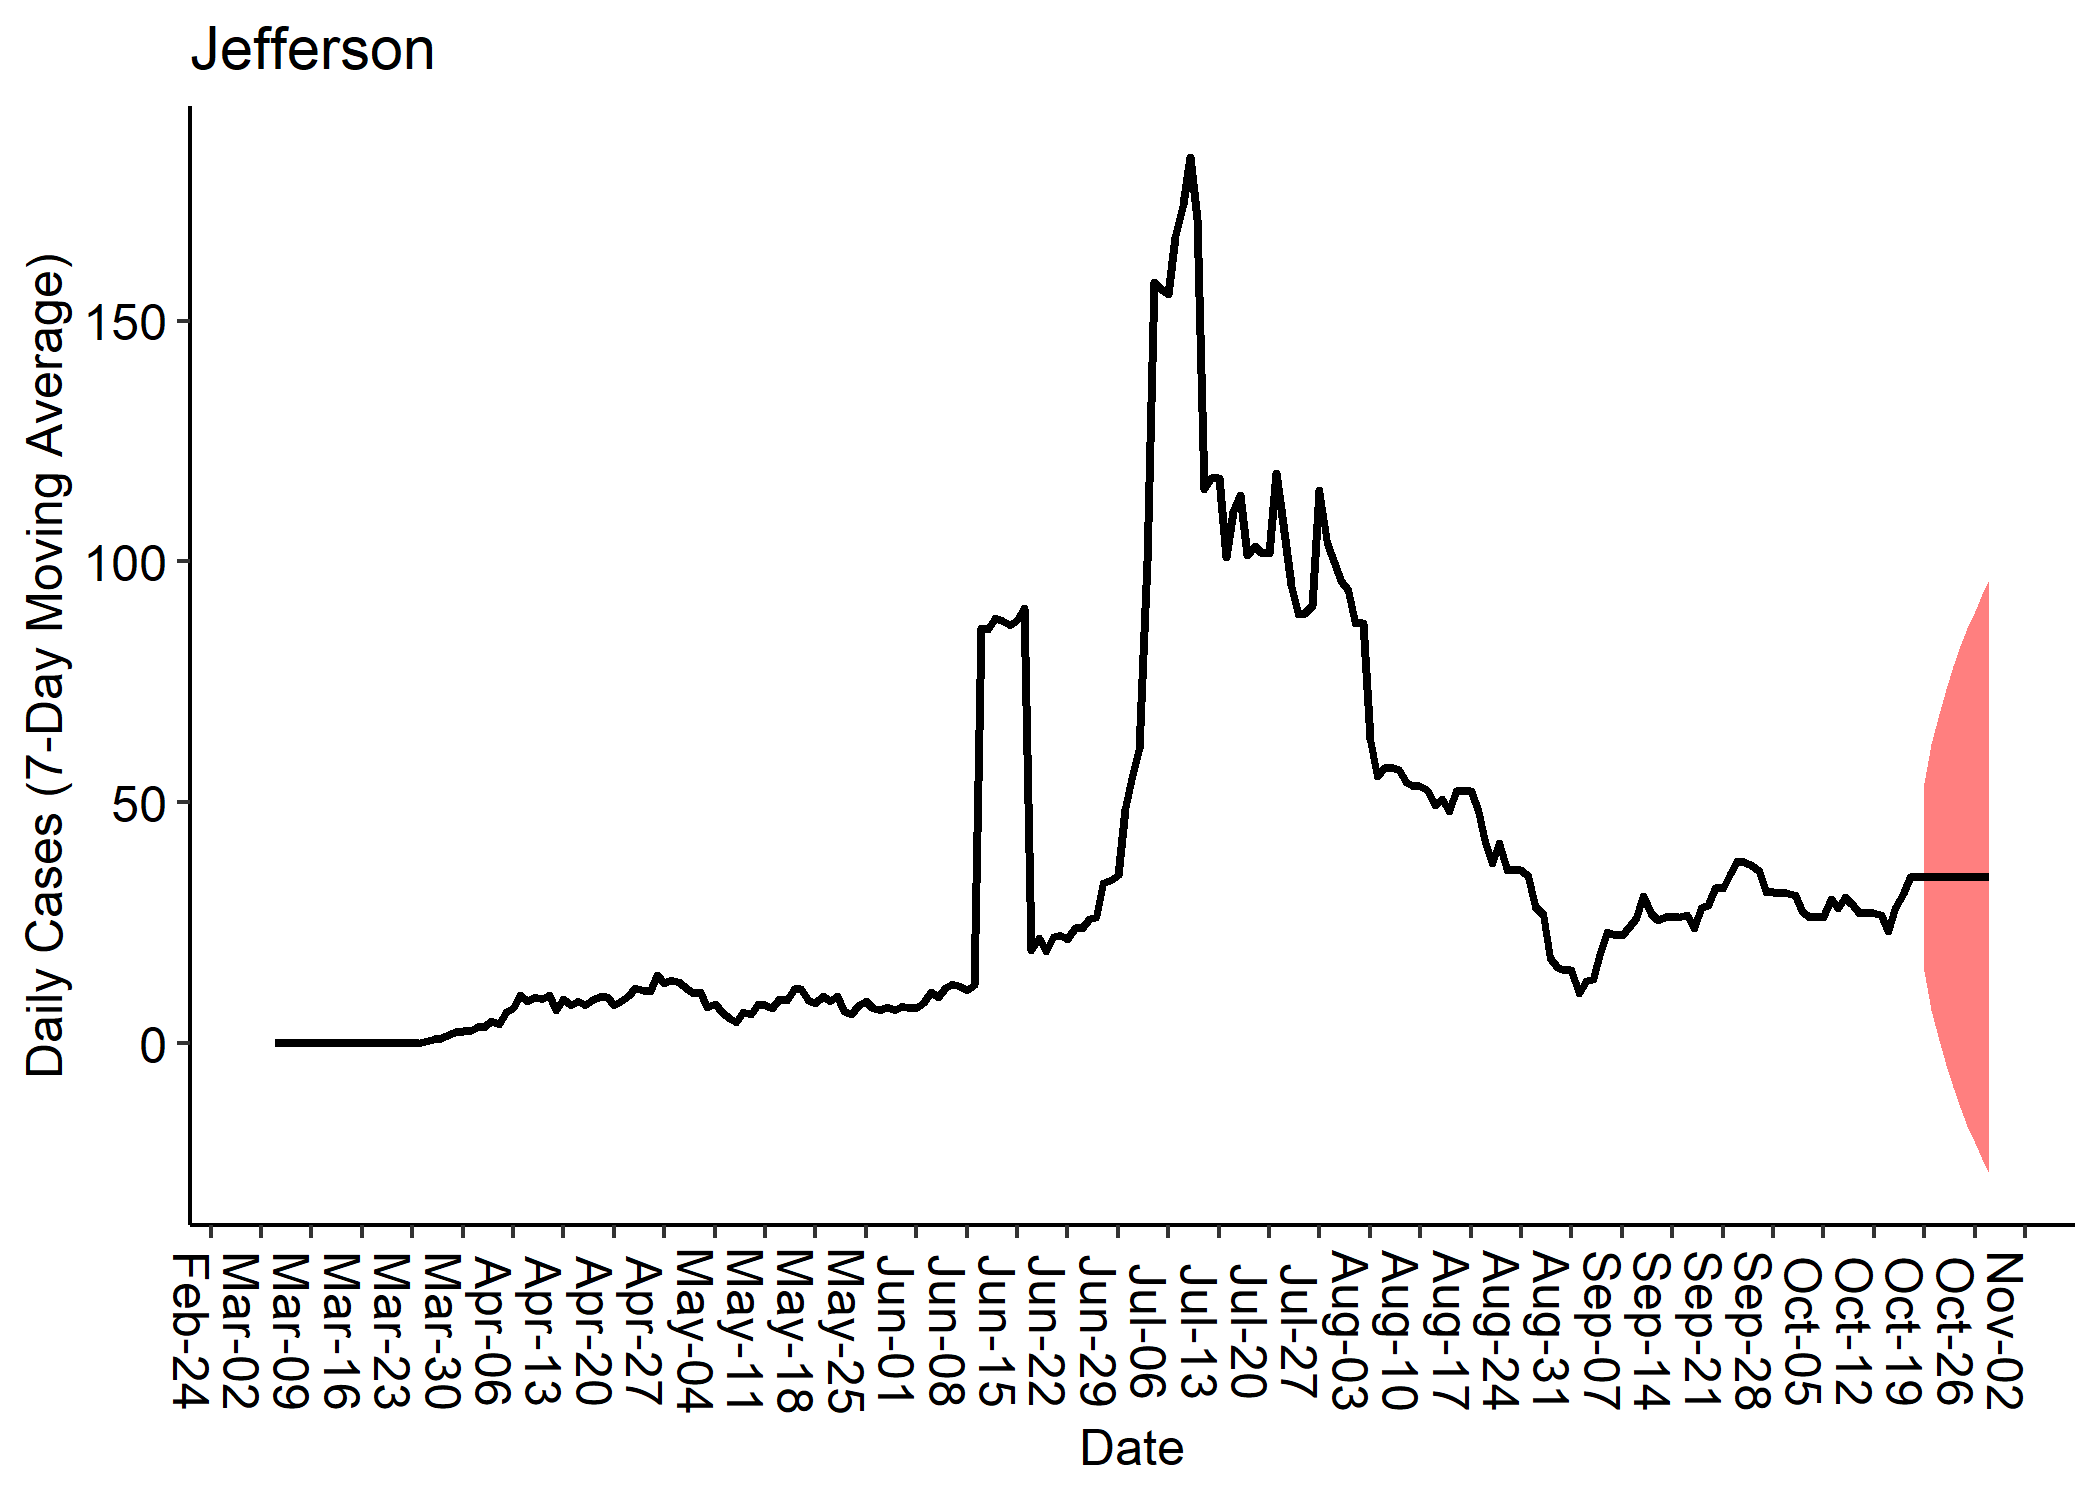 Jefferson
Daily Cases (7-Day Moving Average)
150
100
50
0
Feb-24
Mar-02
Mar-09
Mar-16
Mar-23
Mar-30
Apr-06
Apr-13
Apr-20
Apr-27
May-04
May-11
May-18
May-25
Jun-01
Jun-08
Jun-15
Jun-22
Jun-29
Jul-06
Jul-13
Jul-20
Jul-27
Aug-03
Aug-10
Aug-17
Aug-24
Aug-31
Sep-07
Sep-14
Sep-21
Sep-28
Oct-05
Oct-12
Oct-19
Oct-26
Nov-02
Date